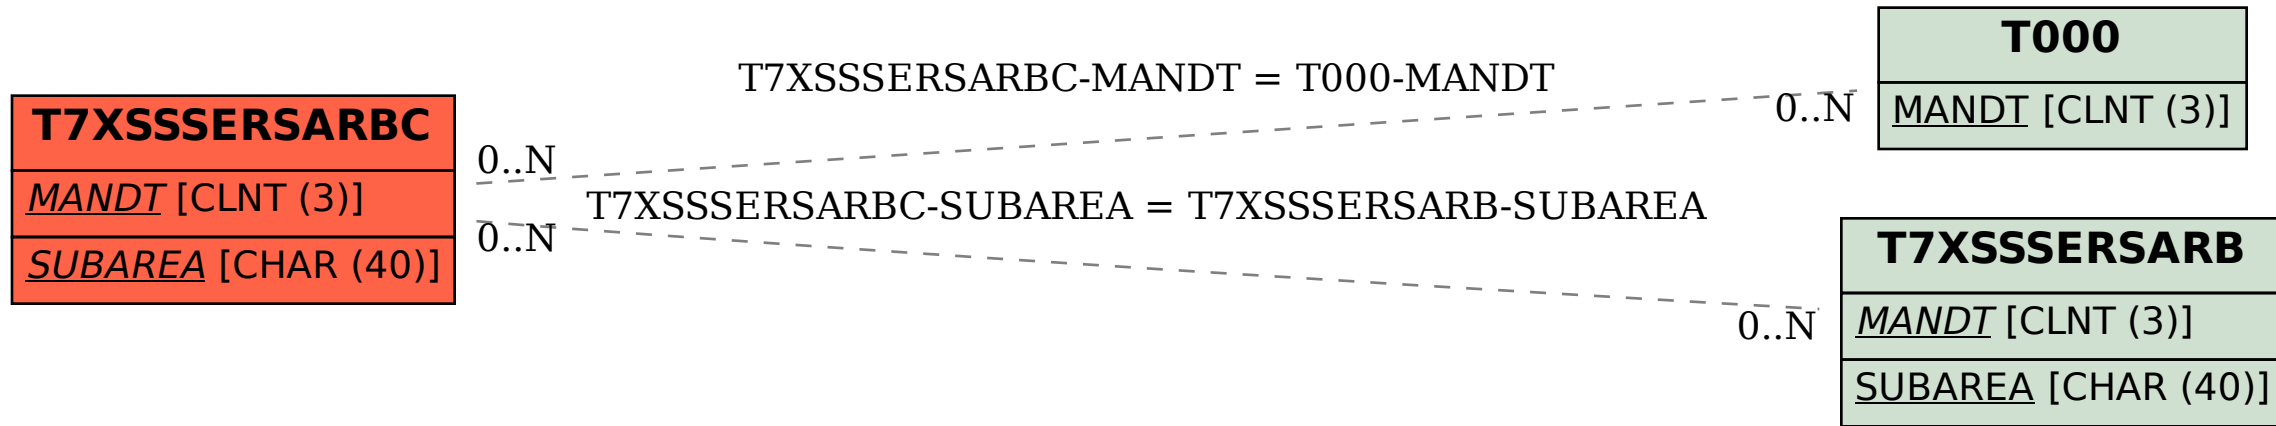 T7XSSSERSARBC
MANDT [CLNT (3)]
SUBAREA [CHAR (40)]
T7XSSSERSARBC-MANDT = T000-MANDT
0..N
0..N
T7XSSSERSARBC-SUBAREA = T7XSSSERSARB-SUBAREA
0..N
0..N
T000
MANDT [CLNT (3)]
T7XSSSERSARB
MANDT [CLNT (3)]
SUBAREA [CHAR (40)]